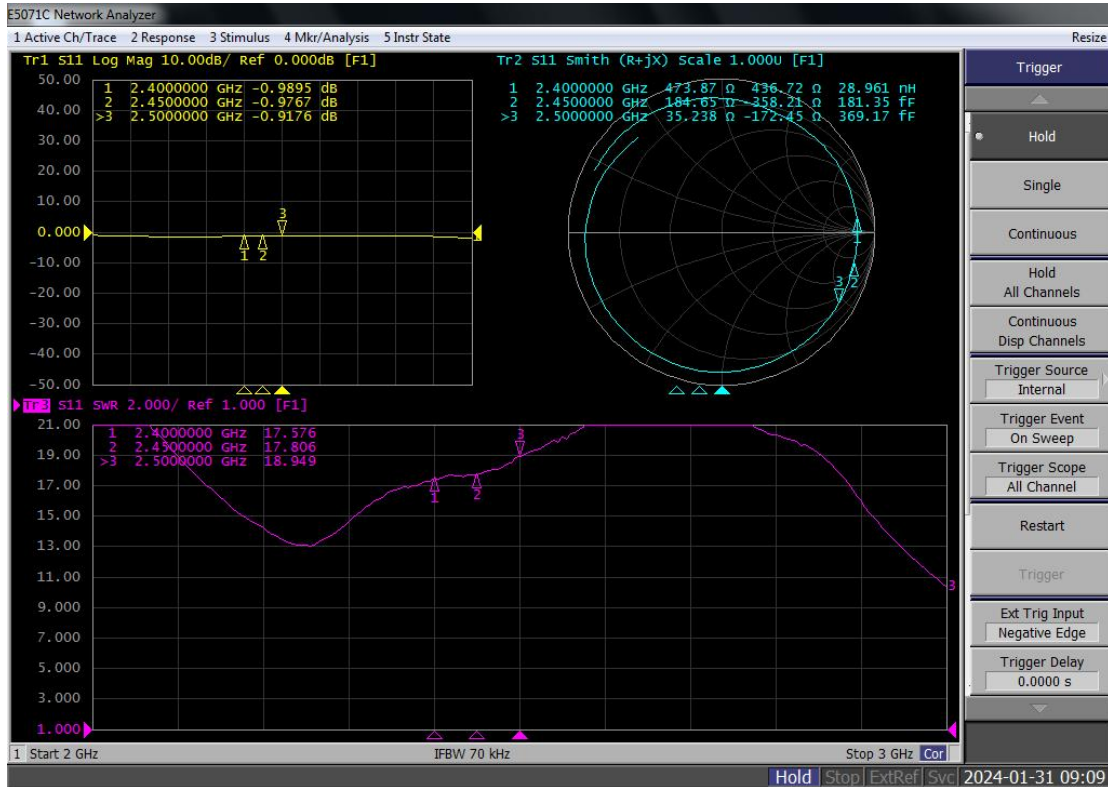 E5071C Network Analyzer
1 Active Ch/Trace 2 Response 3 Stimulus 4 Mkr/Analysis 5 Instr State
Resize
Tr1 S11 Log Mag 10.00dB/ Ref 0.000dB [F1]
50.00
40.00
30.00
20.00
10.00
0.000
-10.00
-20.00
-30.00
-40.00
-50.00
1 2.4000000 GHz -0.9895 dB
2 2.4500000 GHz -0.9767 dB
>3 2.5000000 GHz -0.9176 dB
3
1 2
Tr2 S11 Smith (R+jX) Scale 1.000U [F1]
1 2.4000000 GHz 473.87 Ω 436.72 Ω 28.961 nH
2 2.4500000 GHz 184.65 Ω -358.21 Ω 181.35 fF
>3 2.5000000 GHz 35.238 Ω -172.45 Ω 369.17 fF
1
3 2
Tr3 S11 SWR 2.000/ Ref 1.000 [F1]
21.00
19.00
17.00
15.00
13.00
11.00
9.000
7.000
5.000
3.000
1.000
1 2.4000000 GHz 17.576
2 2.4500000 GHz 17.806
>3 2.5000000 GHz 18.949
3
1 2
3
1 Start 2 GHz IFBW 70 kHz Stop 3 GHz Cor
Trigger
Hold
Single
Continuous
Hold
All Channels
Continuous
Disp Channels
Trigger Source
Internal
Trigger Event
On Sweep
Trigger Scope
All Channel
Restart
Trigger
Ext Trig Input
Negative Edge
Trigger Delay
0.0000 s
Hold Stop ExtRef Svc 2024-01-31 09:09